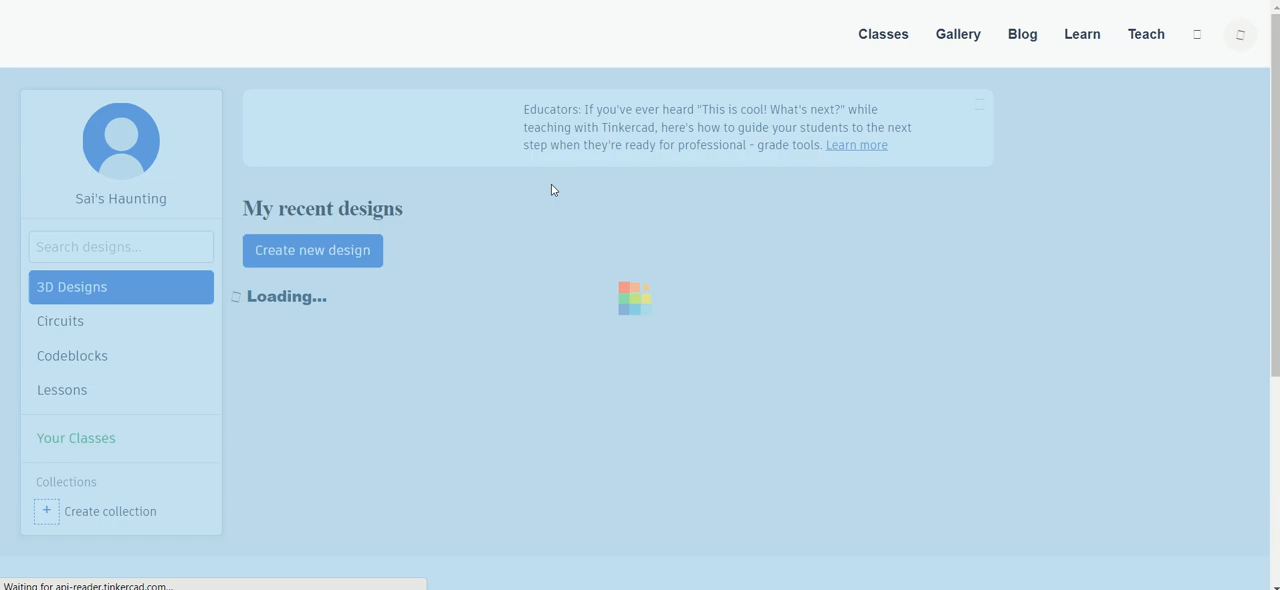 Classes Gallery Blog Learn Teach
Educators: If you've ever heard "This is cool! What's next?" while
teaching with Tinkercad, here's how to guide your students to the next
step when they're ready for professional - grade tools. Learn more
Sai's Haunting
Search designs...
3D Designs
Circuits
Codeblocks
Lessons
Your Classes
Collections
+ Create collection
My recent designs
Create new design
Loading...
Waiting for api-reader.tinkercad.com...